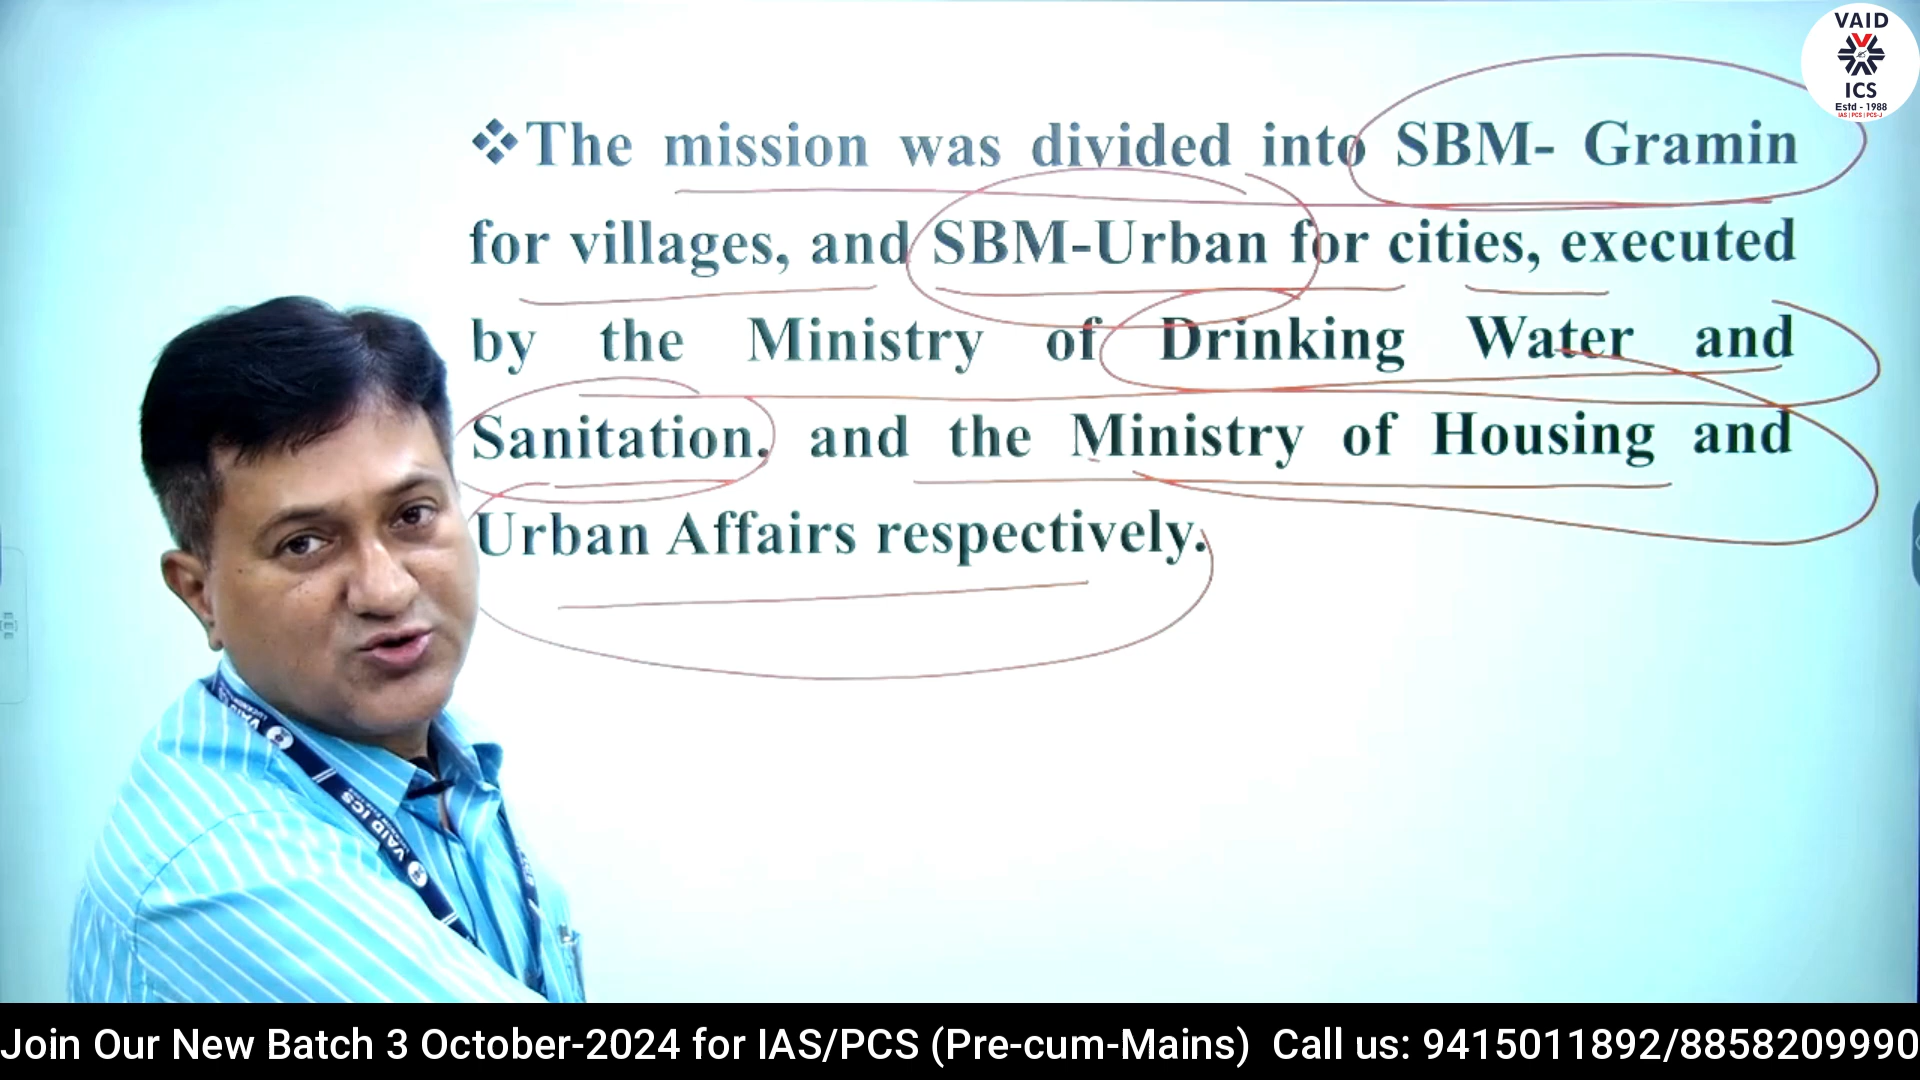 VAID
ICS
Estd - 1988
IAS | PCS | PCS-J
❖The mission was divided into SBM- Gramin
for villages, and SBM-Urban for cities, executed
by the Ministry of Drinking Water and
Sanitation, and the Ministry of Housing and
Urban Affairs respectively.
VAID ICS
Join Our New Batch 3 October-2024 for IAS/PCS (Pre-cum-Mains) Call us: 9415011892/8858209990